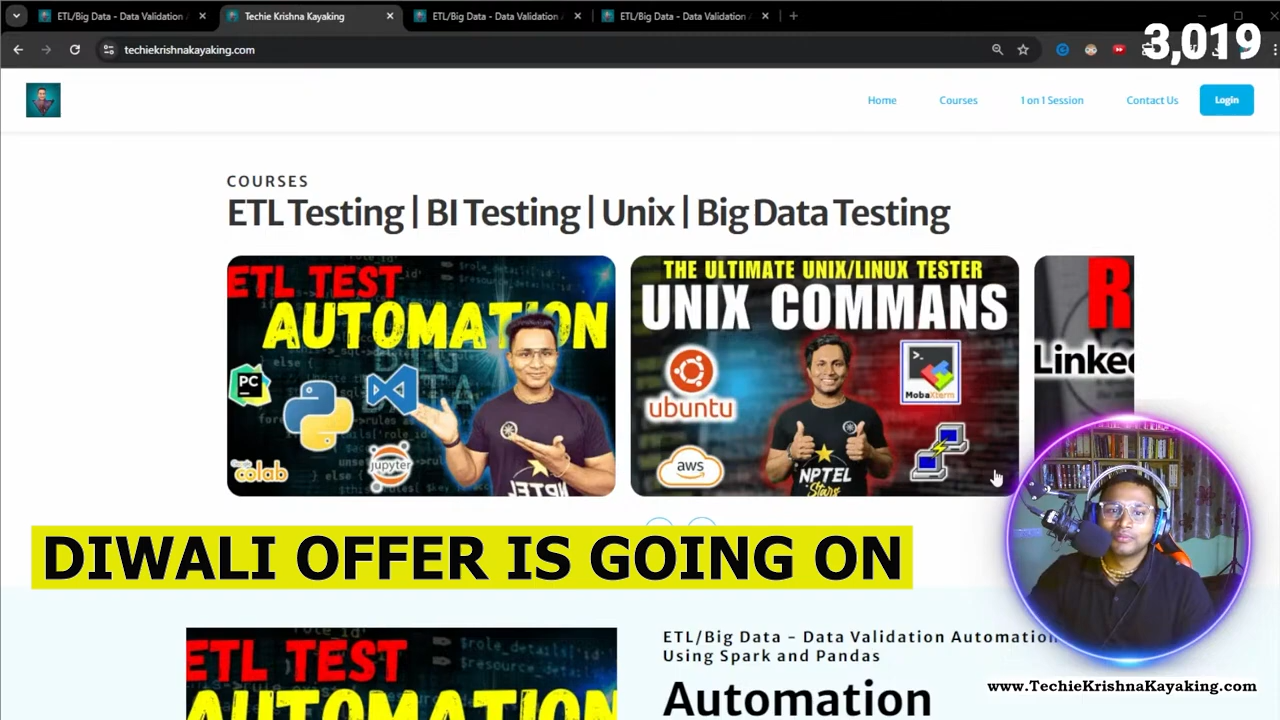 ETL/Big Data - Data Validation
Techie Krishna Kayaking
ETL/Big Data - Data Validation
ETL/Big Data - Data Validation
techiekrishnakayaking.com
3,019
Home
Courses
1 on 1 Session
Contact Us
Login
COURSES
ETL Testing | BI Testing | Unix | Big Data Testing
ETL TEST
AUTOMATION
PC
colab
jupyter
THE ULTIMATE UNIX/LINUX TESTER
UNIX COMMANS
ubuntu
aws
MobaXterm
NPTEL
Stars
NPTEL
R
Linked
DIWALI OFFER IS GOING ON
ETL TEST
AUTOMATION
ETL/Big Data - Data Validation Automation
Using Spark and Pandas
Automation
www.TechieKrishnaKayaking.com